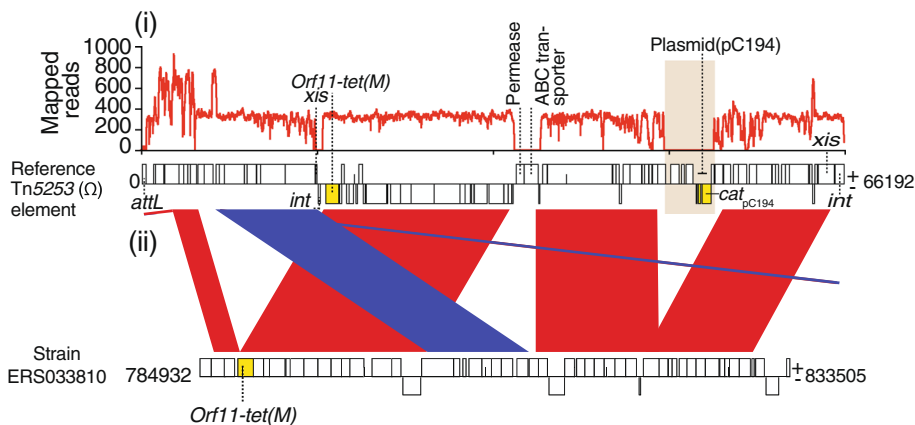 (i)
Mapped reads
1000
800
600
400
200
0
xis
Orf11-tet(M)
Permease
ABC tran-
sporter
Plasmid(pC194)
xis
Reference
Tn5253 (Ω)
element
0
+
-
66192
attL
int
cat pC194
int
(ii)
Strain
ERS033810
784932
+
-
833505
Orf11-tet(M)